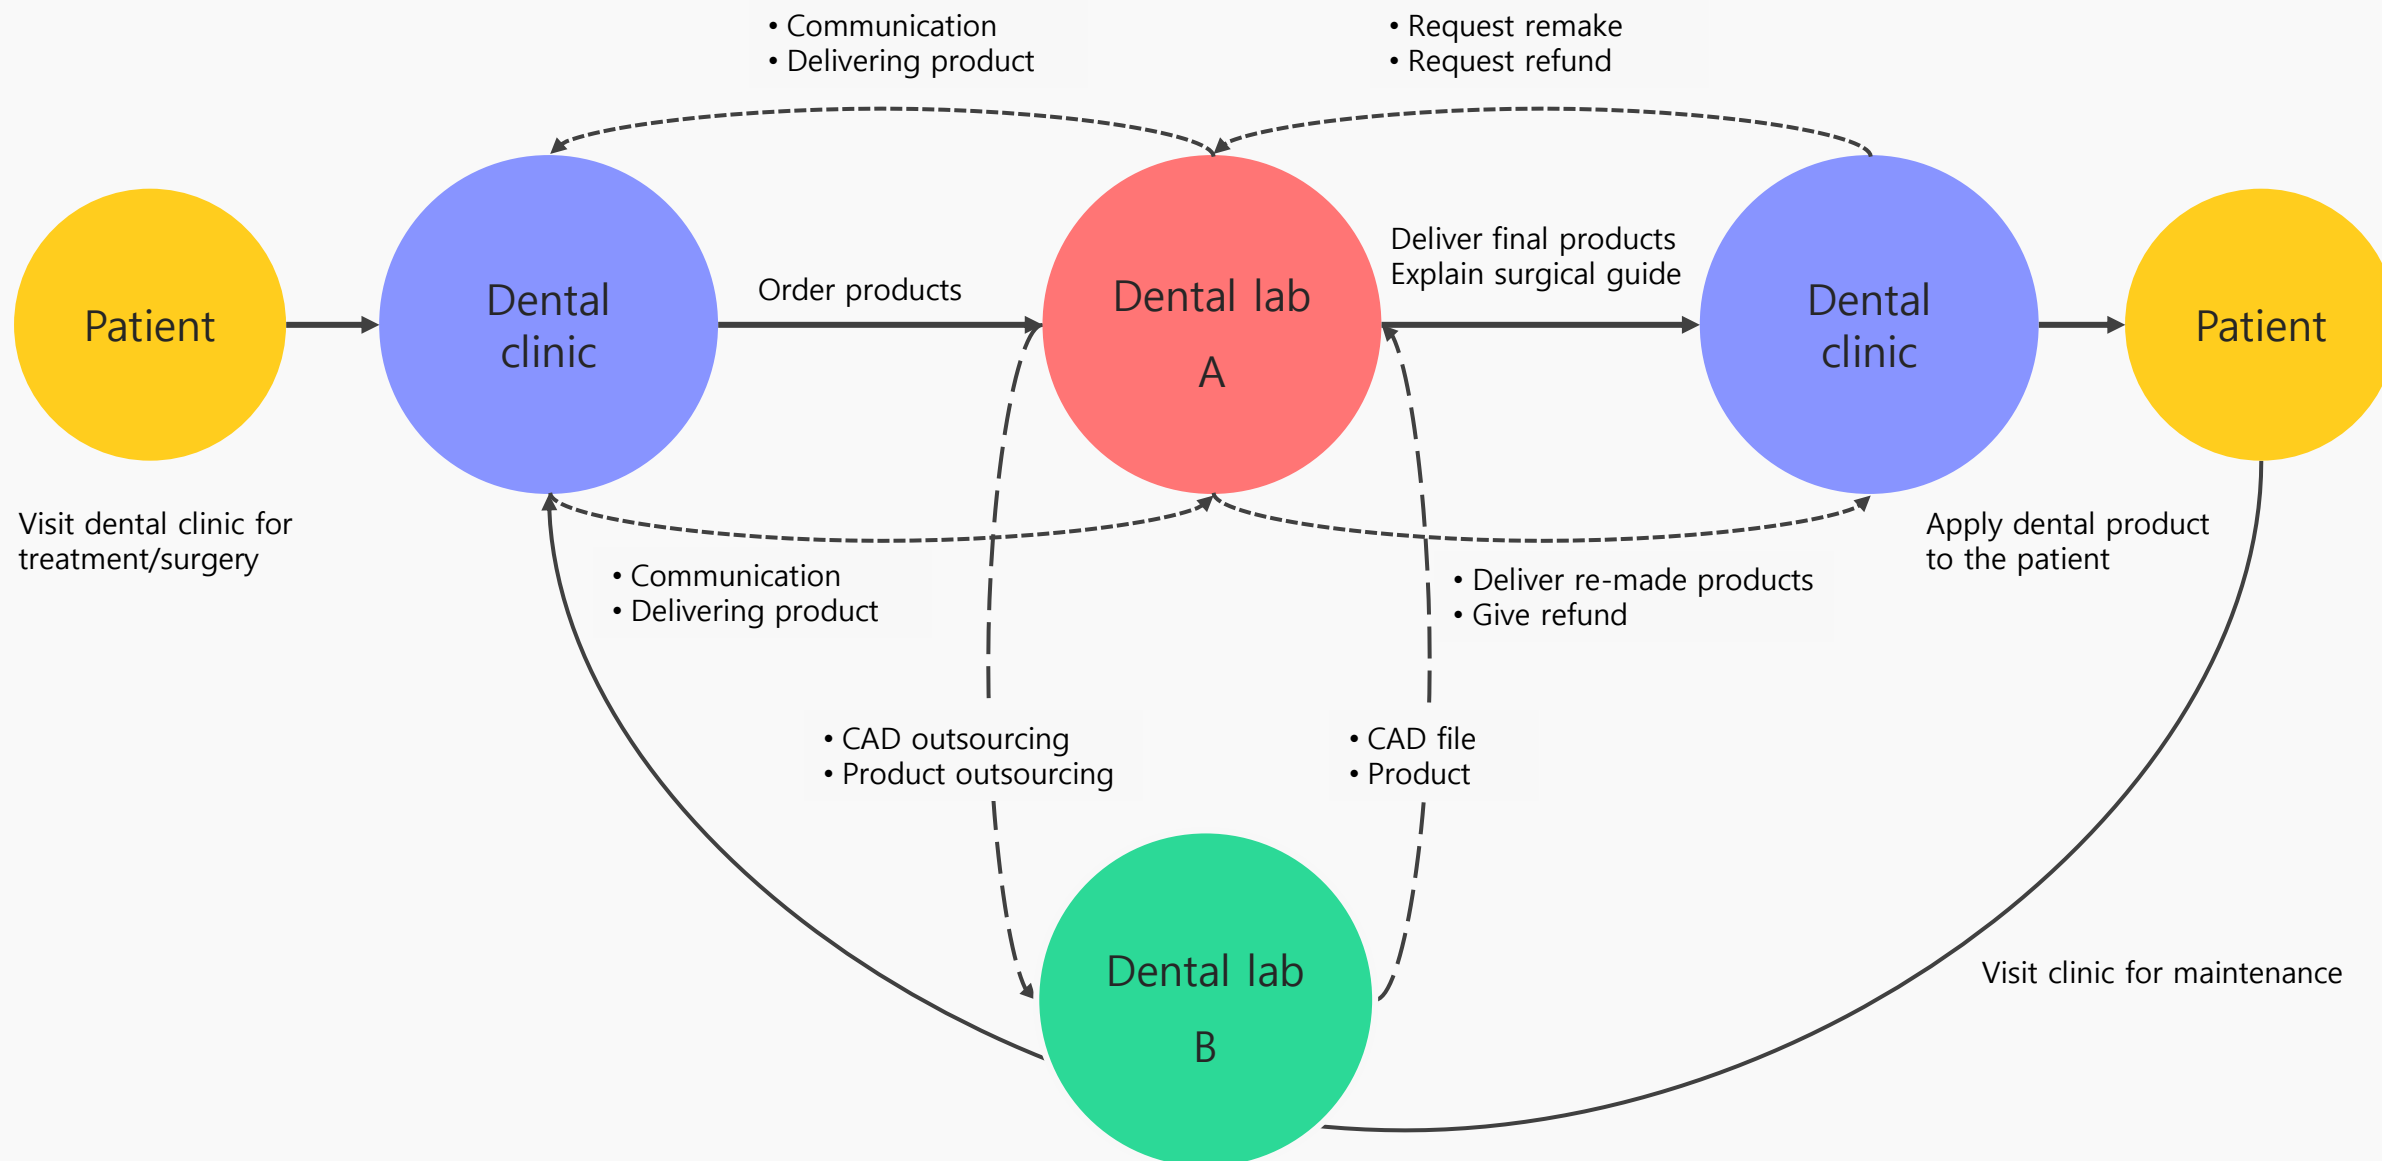 • Communication
• Delivering product
• Request remake
• Request refund
Patient
Dental
clinic
Order products
Dental lab
A
Deliver final products
Explain surgical guide
Dental
clinic
Patient
Visit dental clinic for
treatment/surgery
• Communication
• Delivering product
• Deliver re-made products
• Give refund
Apply dental product
to the patient
• CAD outsourcing
• Product outsourcing
• CAD file
• Product
Dental lab
B
Visit clinic for maintenance